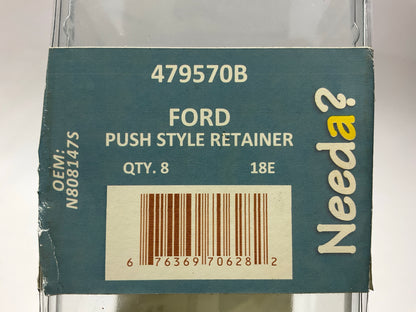 479570B
FORD
PUSH STYLE RETAINER
QTY. 8 18E
6 76369 70628 2
OEM:
N808147S
Needa?